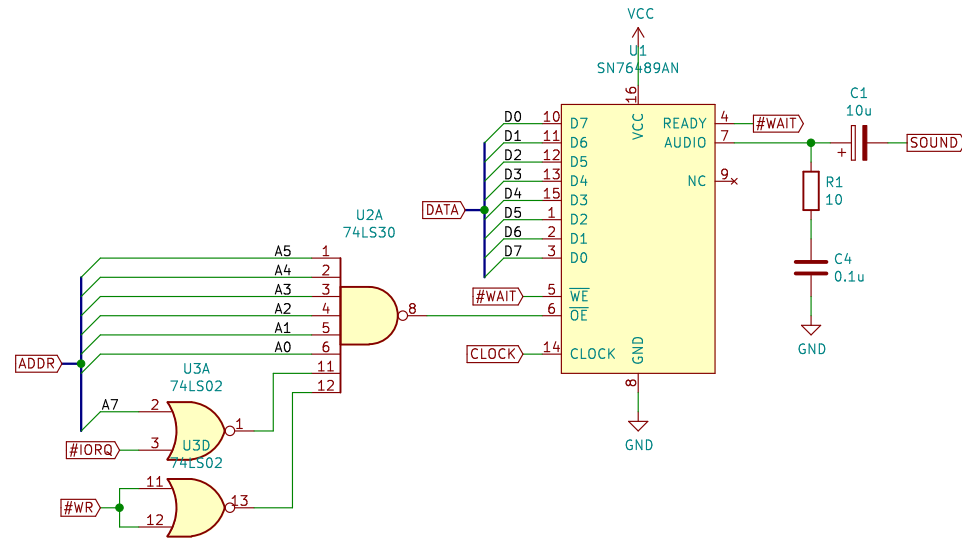 VCC
U1
SN76489AN
16
VCC
D0 10 D7
D1 11 D6
D2 12 D5
D3 13 D4
D4 15 D3
D5 1 D2
D6 2 D1
D7 3 D0
DATA
#WAIT 5 WE
6 OE
CLOCK 14 CLOCK
READY 4 #WAIT
AUDIO 7
NC 9
GND
8
GND
C1
10u
+
SOUND
R1
10
C4
0.1u
GND
U2A
74LS30
A5 1
A4 2
A3 3
A2 4
A1 5
A0 6
11
12
8
ADDR
U3A
74LS02
A7 2
#IORQ 3
1
U3D
74LS02
#WR
11
12
13